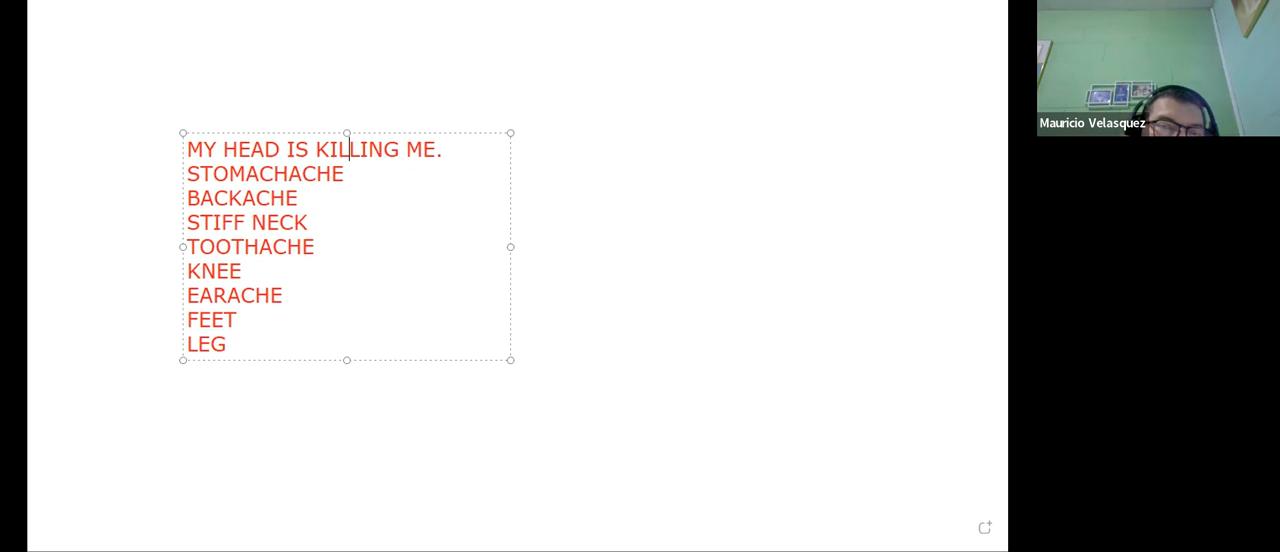 MY HEAD IS KILLING ME.
STOMACHACHE
BACKACHE
STIFF NECK
TOOTHACHE
KNEE
EARACHE
FEET
LEG
Mauricio Velasquez